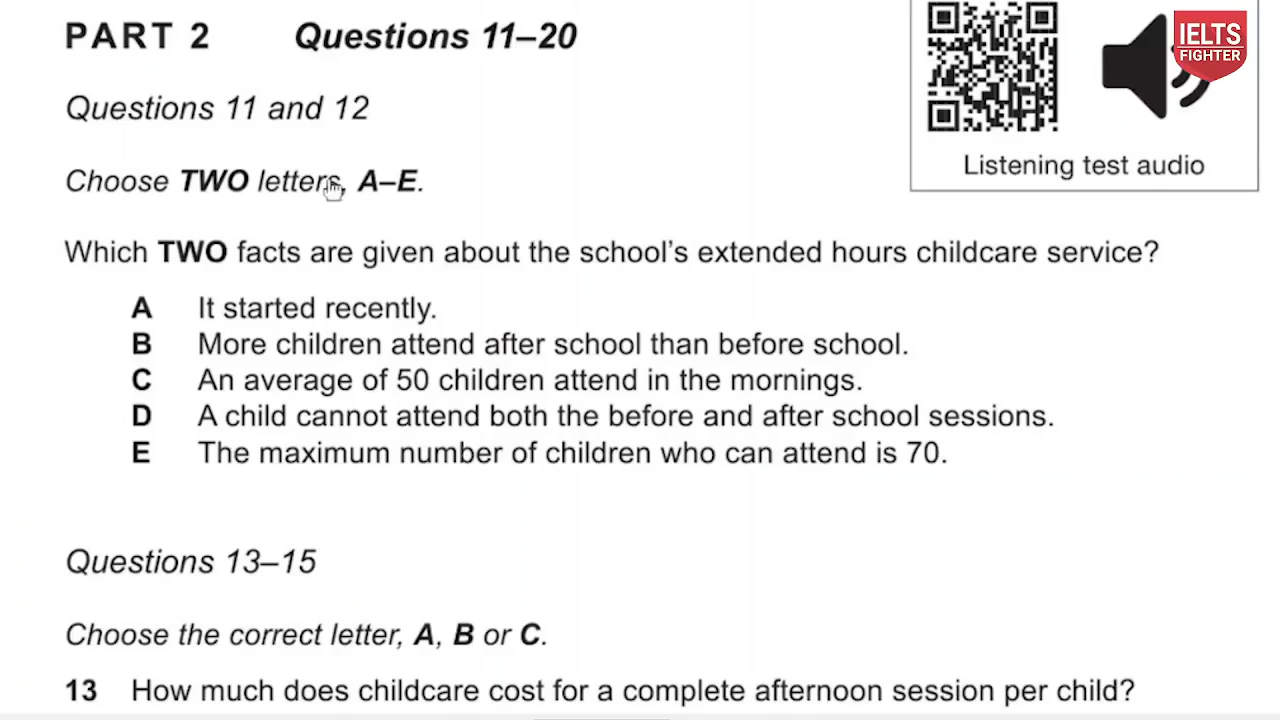 PART 2 Questions 11–20
IELTS
FIGHTER
Questions 11 and 12
Listening test audio
Choose TWO letters, A–E.
Which TWO facts are given about the school's extended hours childcare service?
A It started recently.
B More children attend after school than before school.
C An average of 50 children attend in the mornings.
D A child cannot attend both the before and after school sessions.
E The maximum number of children who can attend is 70.
Questions 13–15
Choose the correct letter, A, B or C.
13 How much does childcare cost for a complete afternoon session per child?